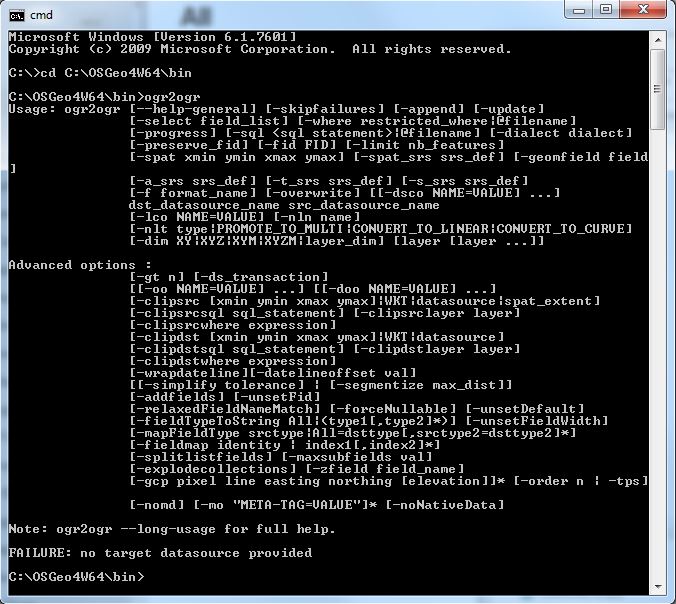 cmd
Microsoft Windows [Version 6.1.7601]
Copyright (c) 2009 Microsoft Corporation.  All rights reserved.
C:\>cd C:\OSGeo4W64\bin
C:\OSGeo4W64\bin>ogr2ogr
Usage: ogr2ogr [--help-general] [-skipfailures] [-append] [-update]
[-select field_list] [-where restricted_where|@filename]
[-progress] [-sql <sql statement>|@filename] [-dialect dialect]
[-preserve_fid] [-fid FID] [-limit nb_features]
[-spat xmin ymin xmax ymax] [-spat_srs srs_def] [-geomfield field
]
[-a_srs srs_def] [-t_srs srs_def] [-s_srs srs_def]
[-f format_name] [-overwrite] [[-dsco NAME=VALUE] ...]
dst_datasource_name src_datasource_name
[-lco NAME=VALUE] [-nln name]
[-nlt type|PROMOTE_TO_MULTI|CONVERT_TO_LINEAR|CONVERT_TO_CURVE]
[-dim XY|XYZ|XYM|XYZM|layer_dim] [layer [layer ...]]
Advanced options :
[-gt n] [-ds_transaction]
[[-oo NAME=VALUE] ...] [[-doo NAME=VALUE] ...]
[-clipsrc [xmin ymin xmax ymax]|WKT|datasource|spat_extent]
[-clipsrcsql sql_statement] [-clipsrclayer layer]
[-clipsrcwhere expression]
[-clipdst [xmin ymin xmax ymax]|WKT|datasource]
[-clipdstsql sql_statement] [-clipdstlayer layer]
[-clipdstwhere expression]
[-wrapdateline][-datelineoffset val]
[[-simplify tolerance] | [-segmentize max_dist]]
[-addfields] [-unsetFid]
[-relaxedFieldNameMatch] [-forceNullable] [-unsetDefault]
[-fieldTypeToString All|(type1[,type2]*)] [-unsetFieldWidth]
[-mapFieldType srctype|All=dsttype[,srctype2=dsttype2]*]
[-fieldmap identity | index1[,index2]*]
[-splitlistfields] [-maxsubfields val]
[-explodecollections] [-zfield field_name]
[-gcp pixel line easting northing [elevation]]* [-order n | -tps]
[-nomd] [-mo "META-TAG=VALUE"]* [-noNativeData]
Note: ogr2ogr --long-usage for full help.
FAILURE: no target datasource provided
C:\OSGeo4W64\bin>